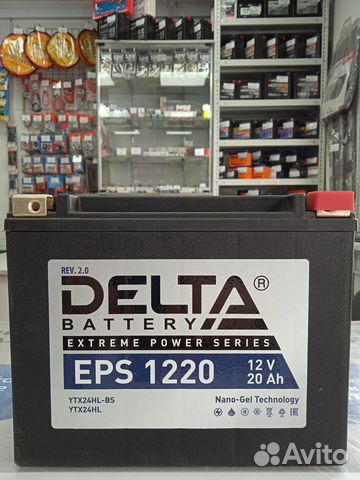 REV. 2.0
DELTA®
BATTERY
EXTREME POWER SERIES
EPS 1220
12 V
20 Ah
YTX24HL-BS
YTX24HL
Nano-Gel Technology
Avito